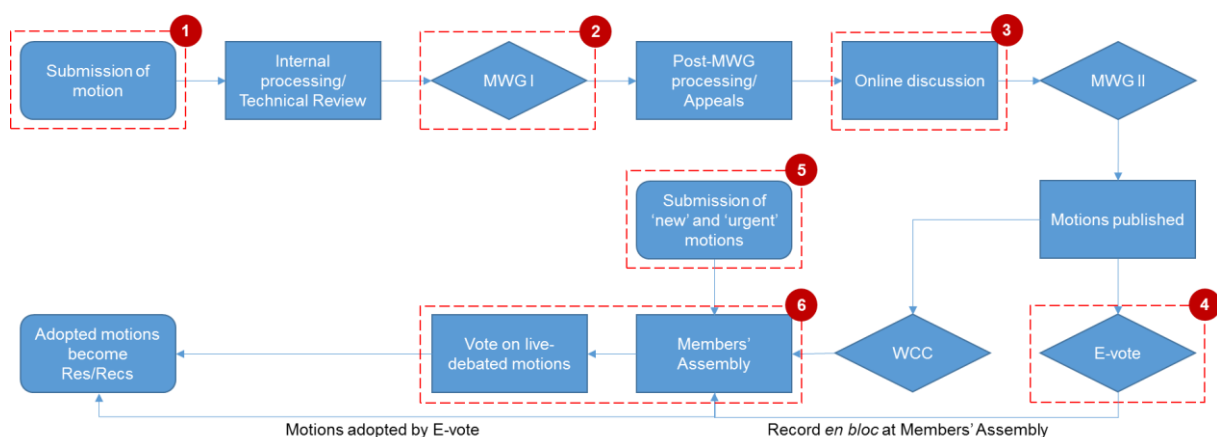 1
2
3
Submission of
motion
Internal
processing/
Technical Review
MWG I
Post-MWG
processing/
Appeals
Online discussion
MWG II
5
Submission of
‘new’ and ‘urgent’
motions
Motions published
6
4
Adopted motions
become
Res/Recs
Vote on live-
debated motions
Members’
Assembly
WCC
E-vote
Motions adopted by E-vote
Record en bloc at Members’ Assembly